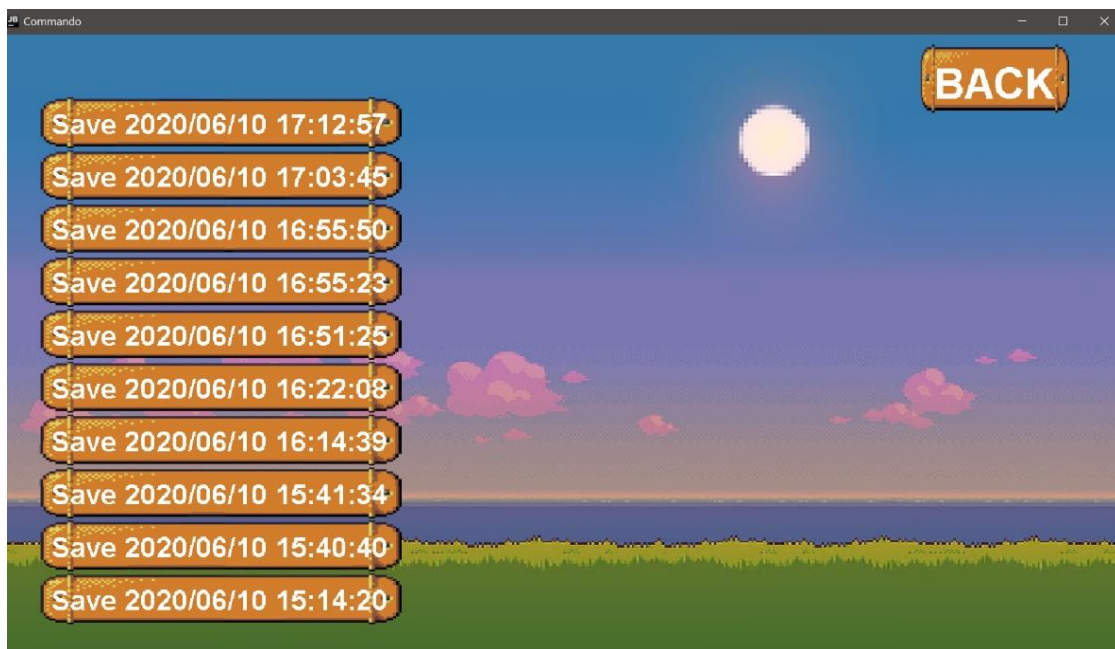 JB Commando
BACK
Save 2020/06/10 17:12:57
Save 2020/06/10 17:03:45
Save 2020/06/10 16:55:50
Save 2020/06/10 16:55:23
Save 2020/06/10 16:51:25
Save 2020/06/10 16:22:08
Save 2020/06/10 16:14:39
Save 2020/06/10 15:41:34
Save 2020/06/10 15:40:40
Save 2020/06/10 15:14:20